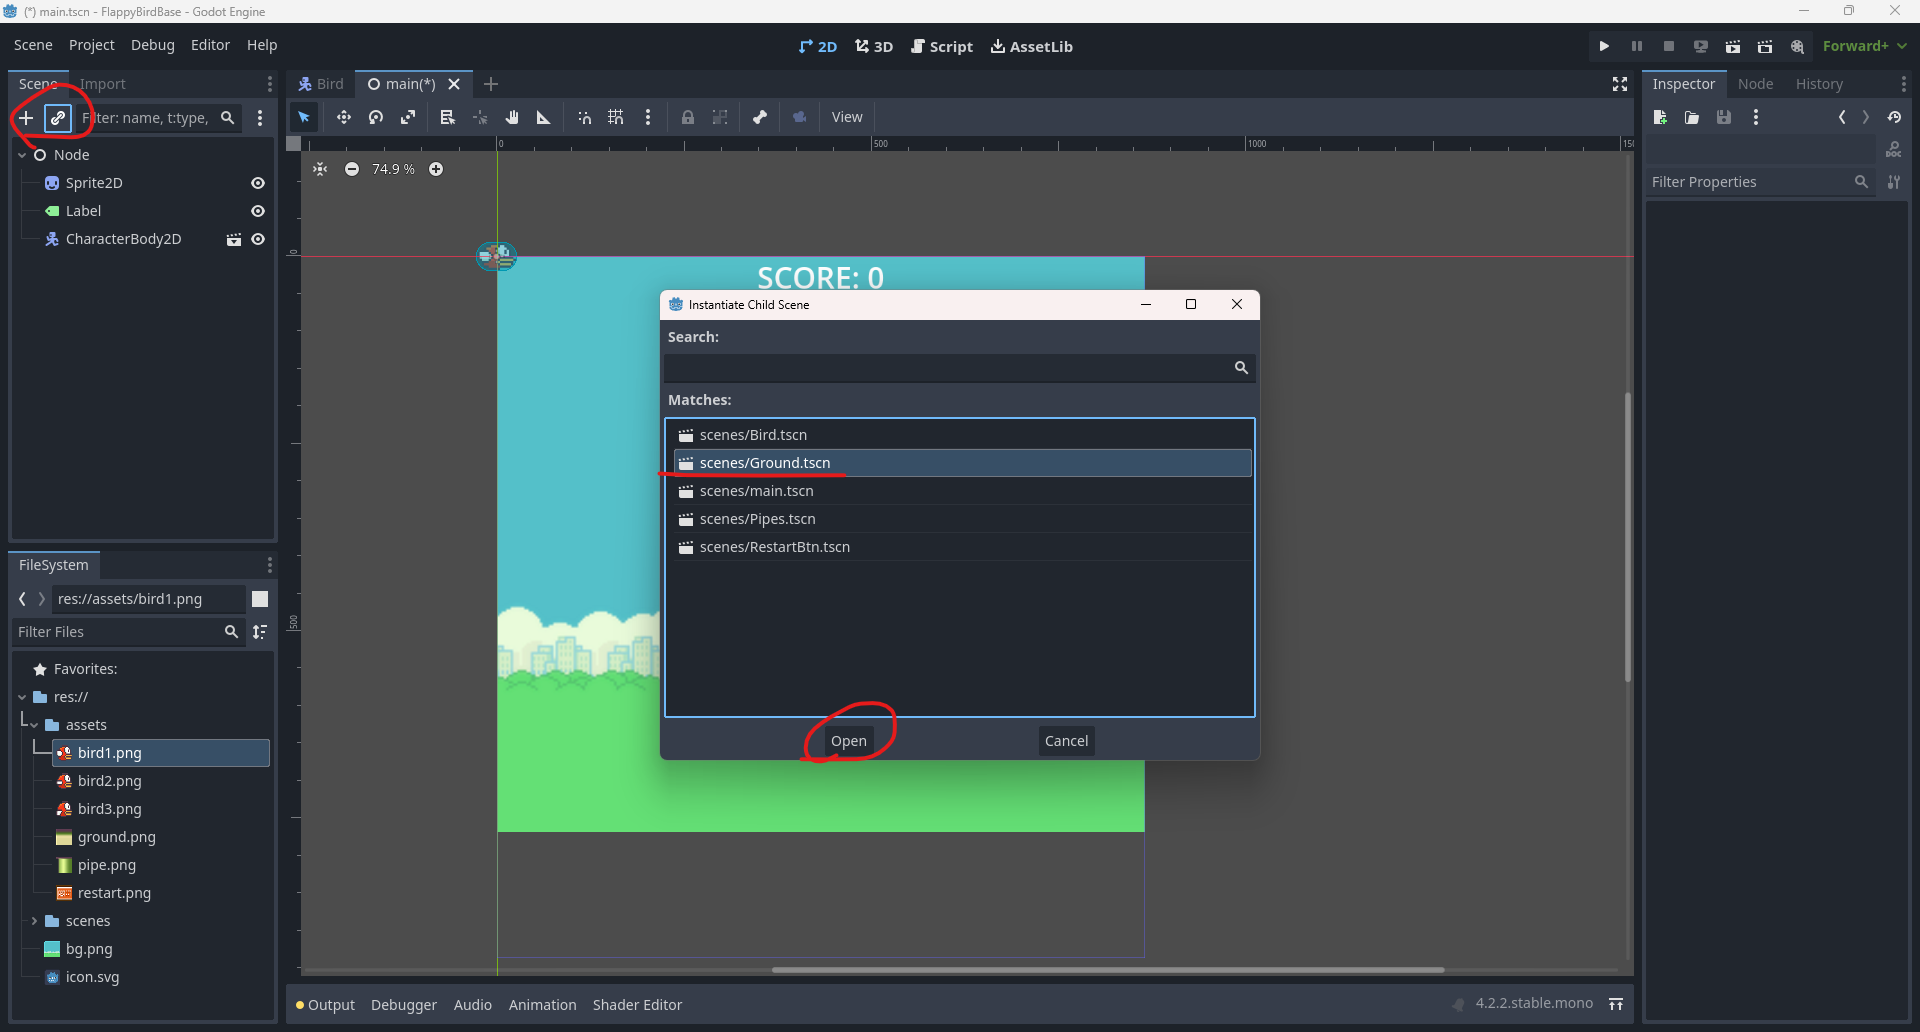 (*) main.tscn - FlappyBirdBase - Godot Engine
Scene Project Debug Editor Help
2D 3D Script AssetLib
Forward+
Scene Import
Bird main(*)
Inspector Node History
Filter: name, t:type,
View
Node
Sprite2D
Label
CharacterBody2D
0 500 1000 150
74.9 %
0
500
DOC
Filter Properties
SCORE: 0
Instantiate Child Scene
Search:
Matches:
scenes/Bird.tscn
scenes/Ground.tscn
scenes/main.tscn
scenes/Pipes.tscn
scenes/RestartBtn.tscn
Open Cancel
FileSystem
res://assets/bird1.png
Filter Files
Favorites:
res://
assets
bird1.png
bird2.png
bird3.png
ground.png
pipe.png
restart.png
scenes
bg.png
icon.svg
Output Debugger Audio Animation Shader Editor
4.2.2.stable.mono